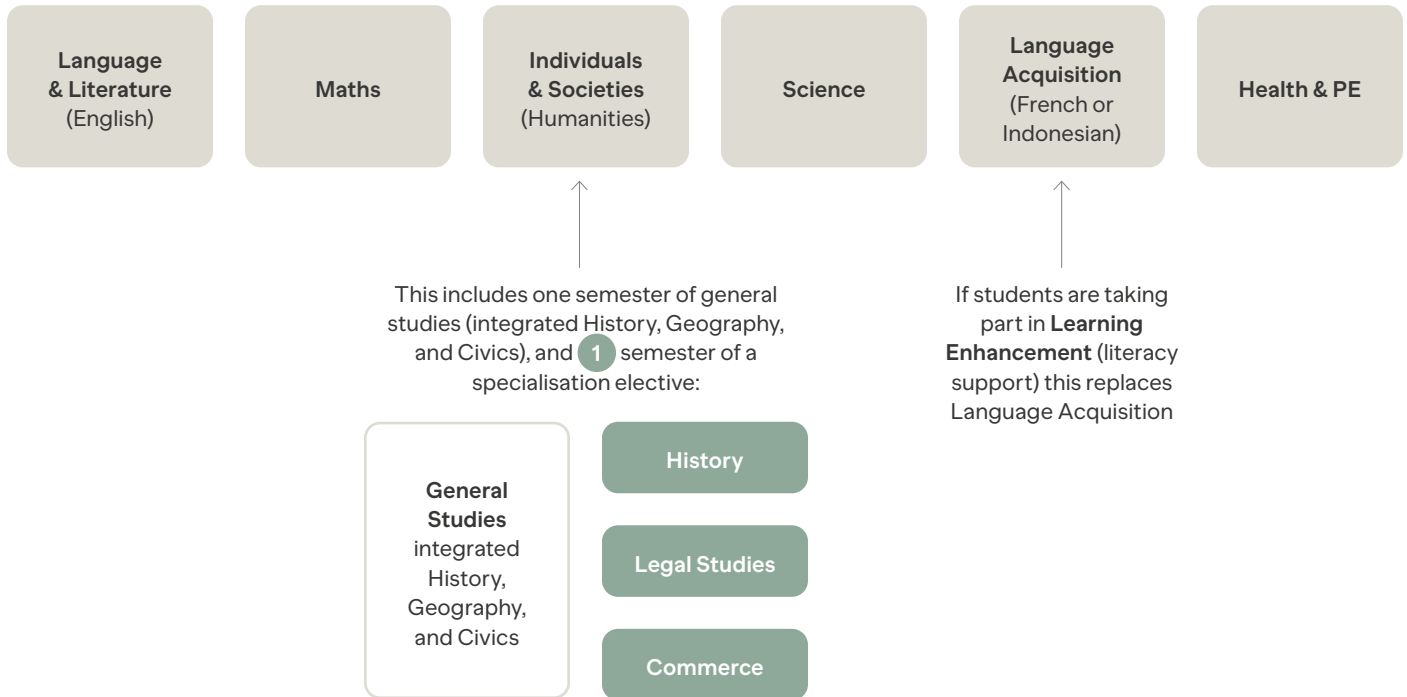 Language
& Literature
(English)
Maths
Individuals
& Societies
(Humanities)
Science
Language
Acquisition
(French or
Indonesian)
Health & PE
This includes one semester of general
studies (integrated History, Geography,
and Civics), and 1 semester of a
specialisation elective:
If students are taking
part in Learning
Enhancement (literacy
support) this replaces
Language Acquisition
General
Studies
integrated
History,
Geography,
and Civics
History
Legal Studies
Commerce